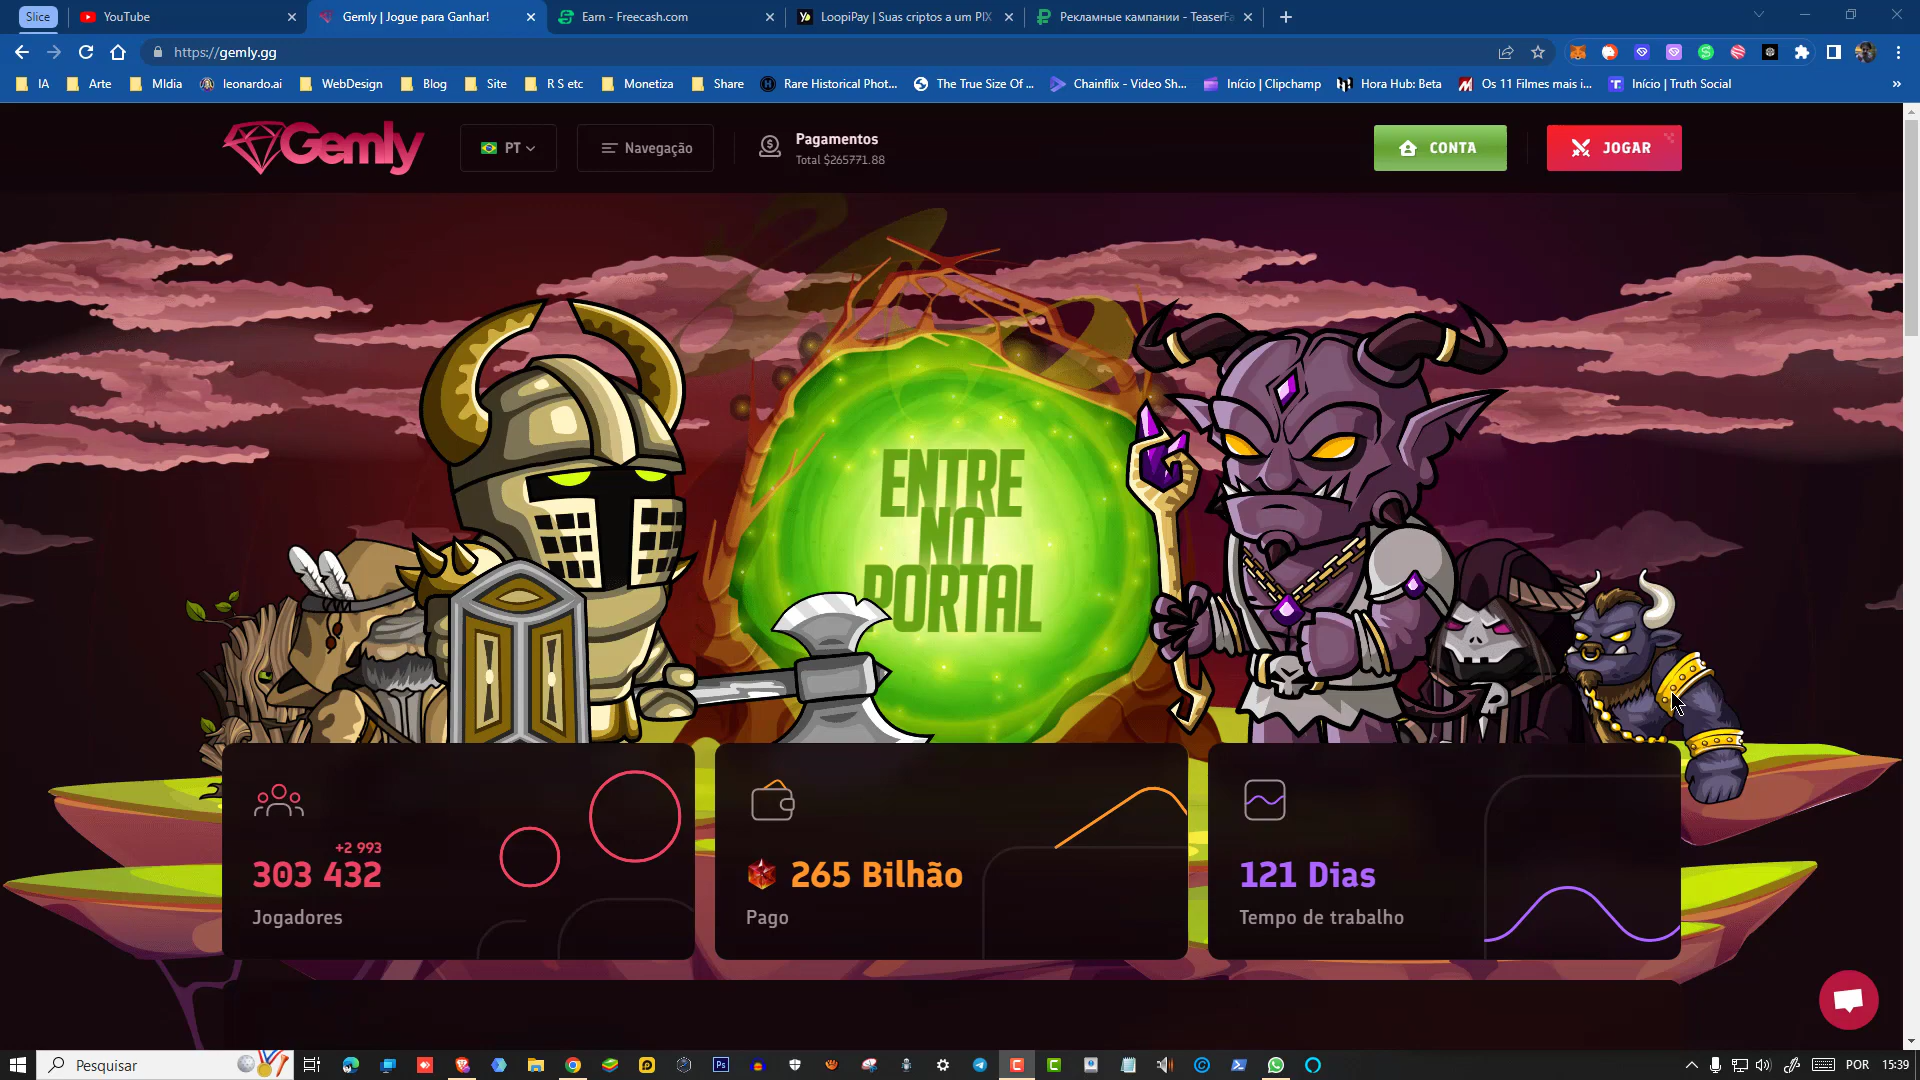 Slice
YouTube
Gemly | Jogue para Ganhar!
Earn - Freecash.com
LoopiPay | Suas criptos a um PIX
Рекламные кампании - TeaserFa
https://gemly.gg
IA
Arte
MIdia
leonardo.ai
WebDesign
Blog
Site
R S etc
Monetiza
Share
Rare Historical Phot...
The True Size Of ...
Chainflix - Video Sh...
Início | Clipchamp
Hora Hub: Beta
Os 11 Filmes mais i...
Início | Truth Social
»
Gemly
PT
Navegação
Pagamentos
Total $265771.88
CONTA
JOGAR
ENTRE
NO
PORTAL
+2 993
303 432
Jogadores
265 Bilhão
Pago
121 Dias
Tempo de trabalho
Pesquisar
Ps
POR
15:39